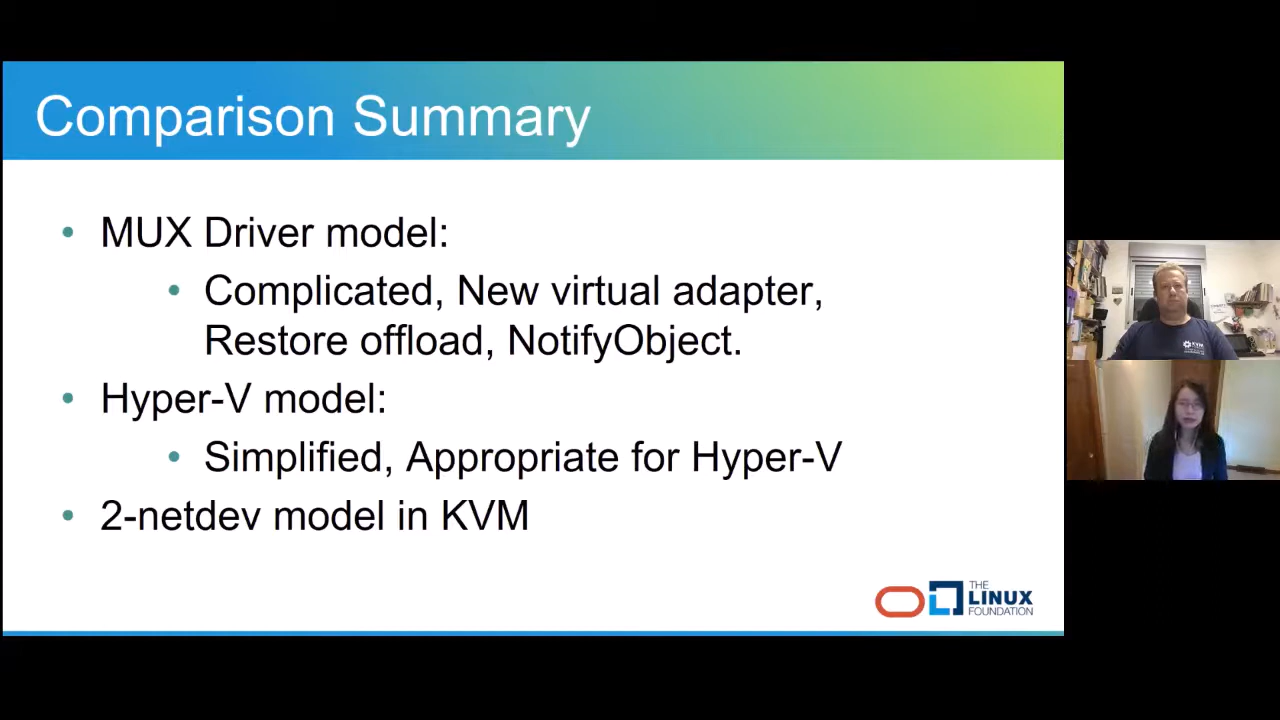 Comparison Summary
• MUX Driver model:
• Complicated, New virtual adapter,
Restore offload, NotifyObject.
• Hyper-V model:
• Simplified, Appropriate for Hyper-V
• 2-netdev model in KVM
THE
LINUX
FOUNDATION
KVM